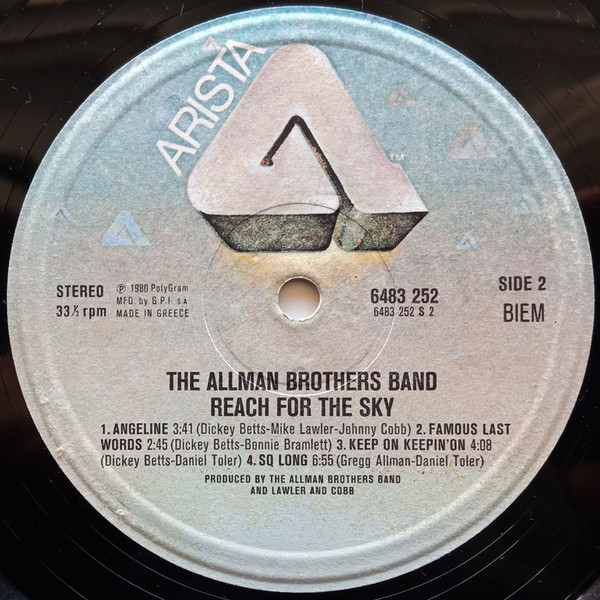 ARISTA
TM
STEREO
33⅓ rpm
℗ 1980 PolyGram
MFD. by G.P.I. s.a
MADE IN GREECE
6483 252
6483 252 S 2
SIDE 2
BIEM
THE ALLMAN BROTHERS BAND
REACH FOR THE SKY
1. ANGELINE 3:41 (Dickey Betts-Mike Lawler-Johnny Cobb) 2. FAMOUS LAST
WORDS 2:45 (Dickey Betts-Bonnie Bramlett) 3. KEEP ON KEEPIN'ON 4:08
(Dickey Betts-Daniel Toler) 4. SQ LONG 6:55 (Gregg Allman-Daniel Toler)
PRODUCED BY THE ALLMAN BROTHERS BAND
AND LAWLER AND COBB